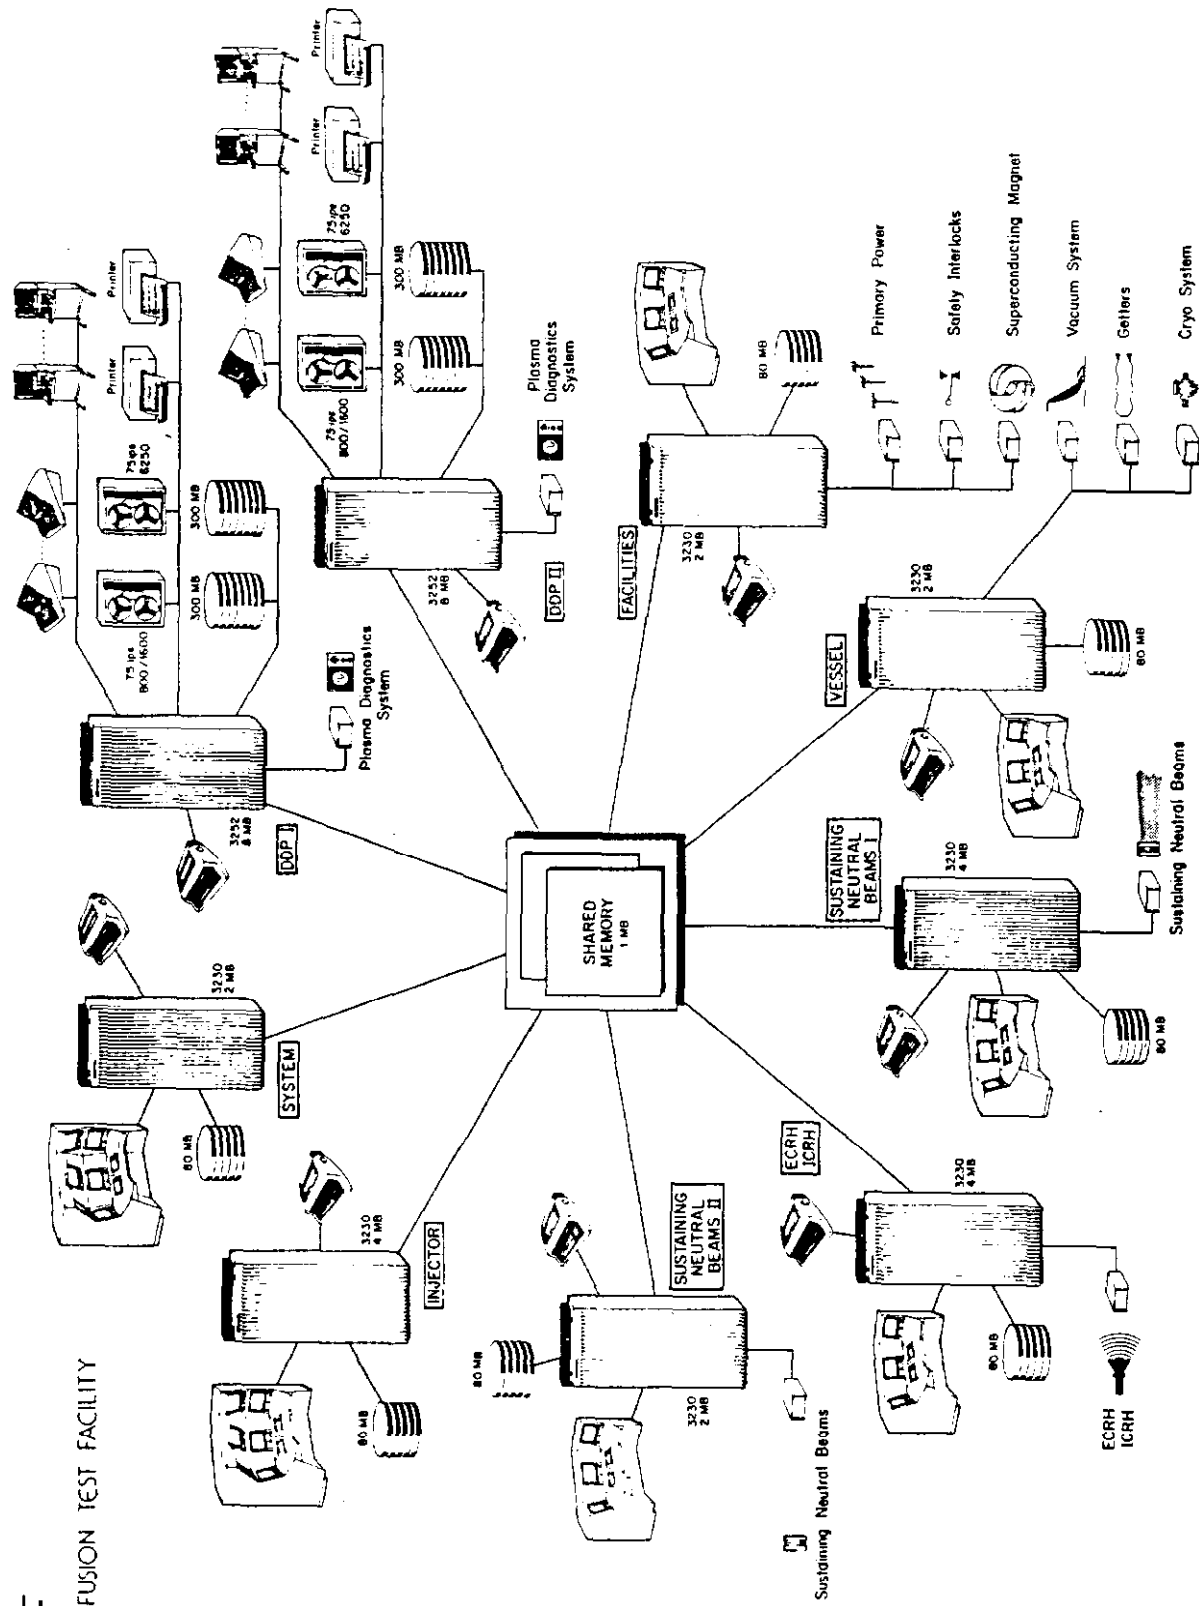 FUSION TEST FACILITY
SHARED
MEMORY
1 MB
SYSTEM
3230
2 MB
80 MB
DDP I
3252
8 MB
Plasma Diagnostics
System
75 ips
800/1600
75 ips
6250
300 MB
300 MB
Printer
Printer
DDP II
3252
8 MB
Plasma
Diagnostics
System
75 ips
800/1600
75 ips
6250
300 MB
300 MB
Printer
Printer
FACILITIES
3230
2 MB
80 MB
Primary Power
Safety Interlocks
Superconducting Magnet
VESSEL
3230
2 MB
80 MB
Vacuum System
Getters
Cryo System
SUSTAINING
NEUTRAL
BEAMS I
3230
4 MB
80 MB
Sustaining Neutral Beams
ECRH
ICRH
3230
4 MB
80 MB
ECRH
ICRH
SUSTAINING
NEUTRAL
BEAMS II
3230
2 MB
80 MB
Sustaining Neutral Beams
INJECTOR
3230
4 MB
80 MB